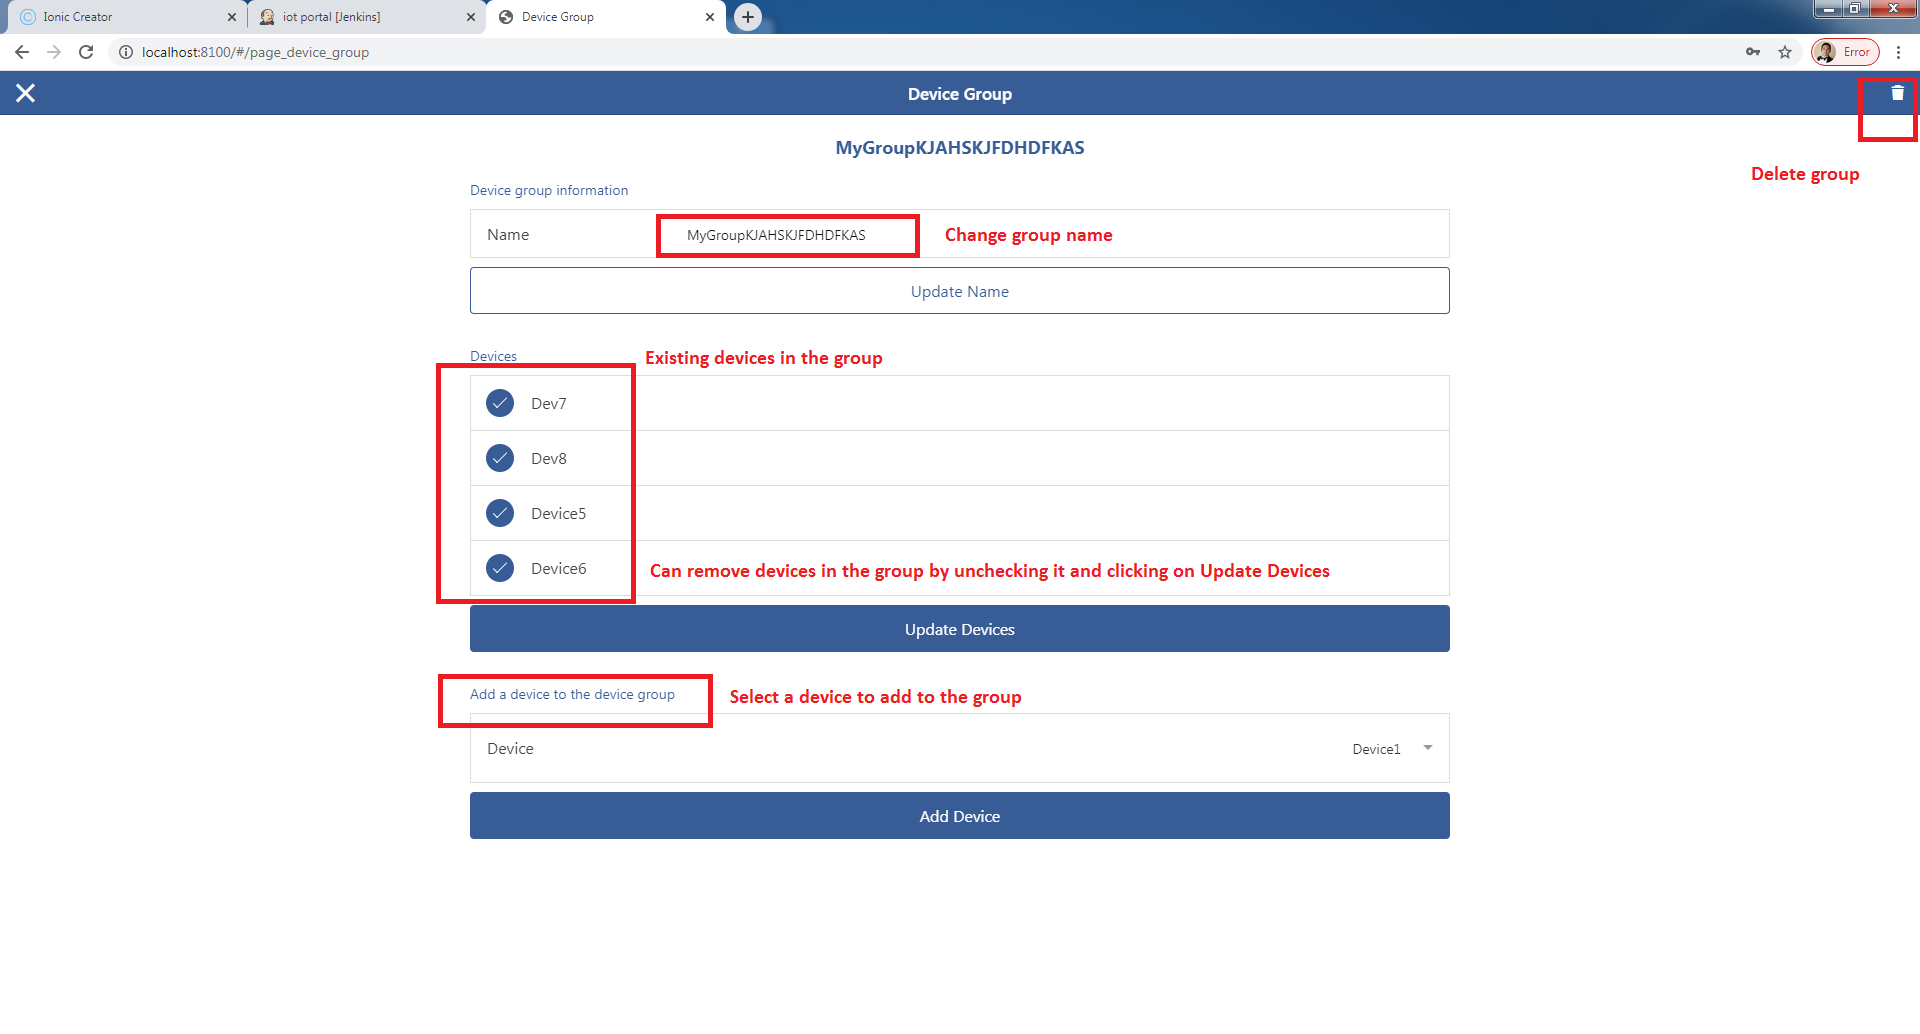 Ionic Creator
iot portal [Jenkins]
Device Group
localhost:8100/#/page_device_group
Error
Device Group
MyGroupKJAHSKJFDHDFKAS
Delete group
Device group information
Name
MyGroupKJAHSKJFDHDFKAS
Change group name
Update Name
Devices
Existing devices in the group
Dev7
Dev8
Device5
Device6
Can remove devices in the group by unchecking it and clicking on Update Devices
Update Devices
Add a device to the device group
Select a device to add to the group
Device
Device1
Add Device